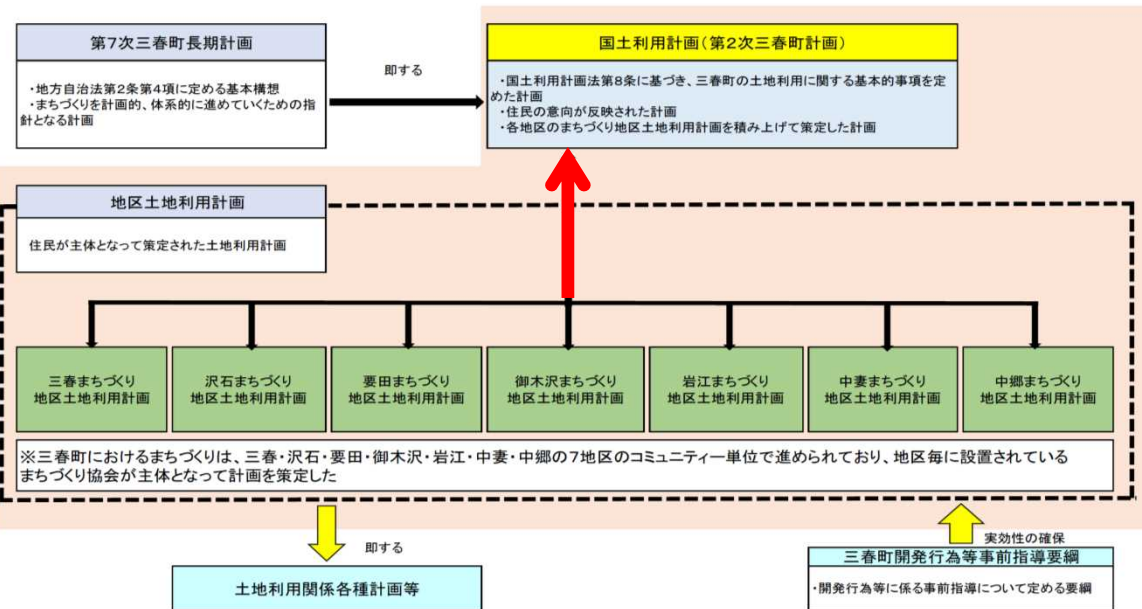 第7次三春町長期計画
・地方自治法第2条第4項に定める基本構想
・まちづくりを計画的、体系的に進めていくための指
針となる計画
即する
国土利用計画(第2次三春町計画)
・国土利用計画法第8条に基づき、三春町の土地利用に関する基本的事項を定
めた計画
・住民の意向が反映された計画
・各地区のまちづくり地区土地利用計画を積み上げて策定した計画
地区土地利用計画
住民が主体となって策定された土地利用計画
三春まちづくり
地区土地利用計画
沢石まちづくり
地区土地利用計画
要田まちづくり
地区土地利用計画
御木沢まちづくり
地区土地利用計画
岩江まちづくり
地区土地利用計画
中妻まちづくり
地区土地利用計画
中郷まちづくり
地区土地利用計画
※三春町におけるまちづくりは、三春・沢石・要田・御木沢・岩江・中妻・中郷の7地区のコミュニティー単位で進められており、地区毎に設置されている
まちづくり協会が主体となって計画を策定した
即する
実効性の確保
土地利用関係各種計画等
三春町開発行為等事前指導要綱
・開発行為等に係る事前指導について定める要綱